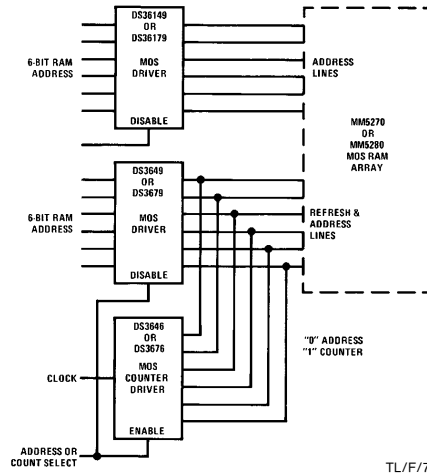 DS36149
OR
DS36179
MOS
DRIVER
DISABLE
6-BIT RAM
ADDRESS
ADDRESS
LINES
MM5270
OR
MM5280
MOS RAM
ARRAY
DS3649
OR
DS3679
MOS
DRIVER
DISABLE
6-BIT RAM
ADDRESS
REFRESH &
ADDRESS
LINES
DS3646
OR
DS3676
MOS
COUNTER
DRIVER
ENABLE
"0" ADDRESS
"1" COUNTER
CLOCK
ADDRESS OR
COUNT SELECT
TL/F/7